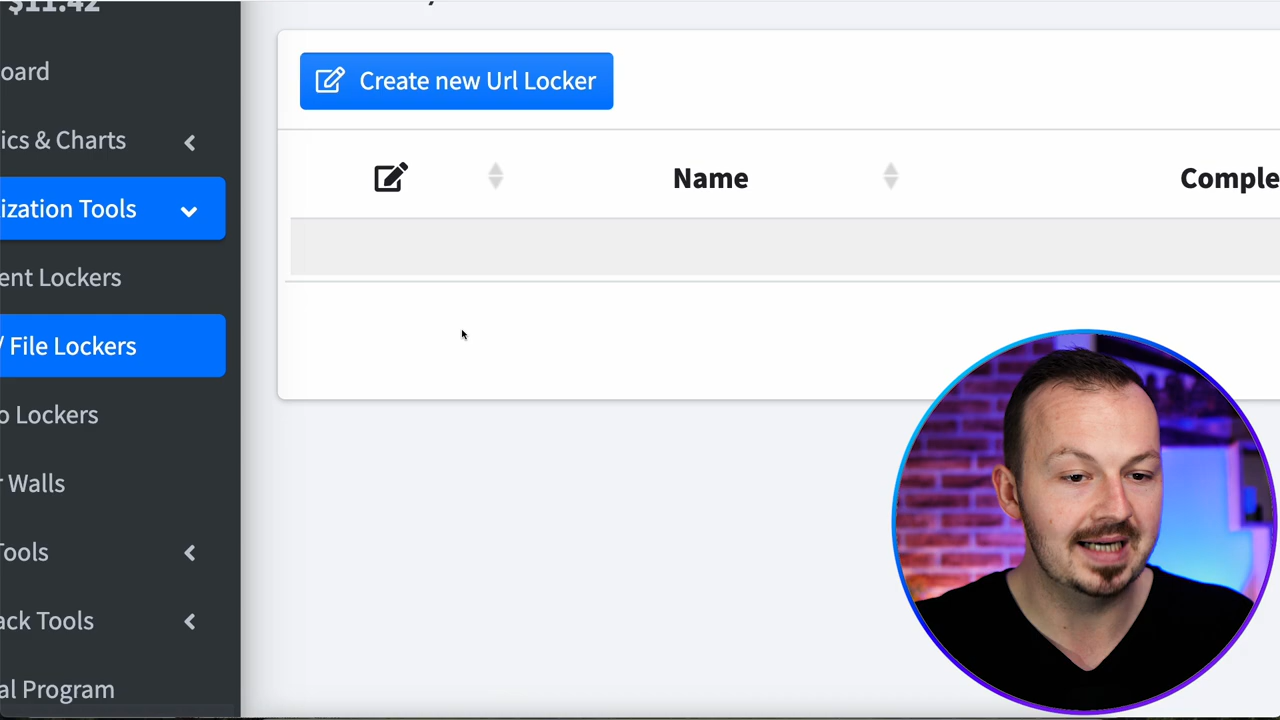 $11.42
oard
ics & Charts
ization Tools
ent Lockers
/ File Lockers
o Lockers
r Walls
Tools
ack Tools
al Program
Create new Url Locker
Name
Comple